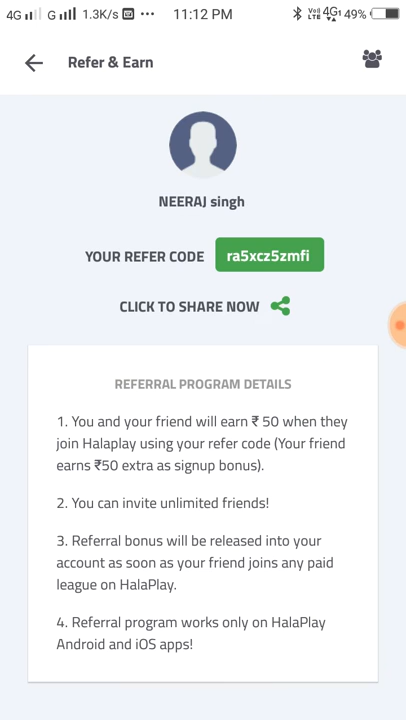 4G G 1.3K/s ••• 11:12 PM 4G 49%
Refer & Earn
NEERAJ singh
YOUR REFER CODE ra5xcz5zmfi
CLICK TO SHARE NOW
REFERRAL PROGRAM DETAILS
1. You and your friend will earn ₹ 50 when they
join Halaplay using your refer code (Your friend
earns ₹50 extra as signup bonus).
2. You can invite unlimited friends!
3. Referral bonus will be released into your
account as soon as your friend joins any paid
league on HalaPlay.
4. Referral program works only on HalaPlay
Android and iOS apps!